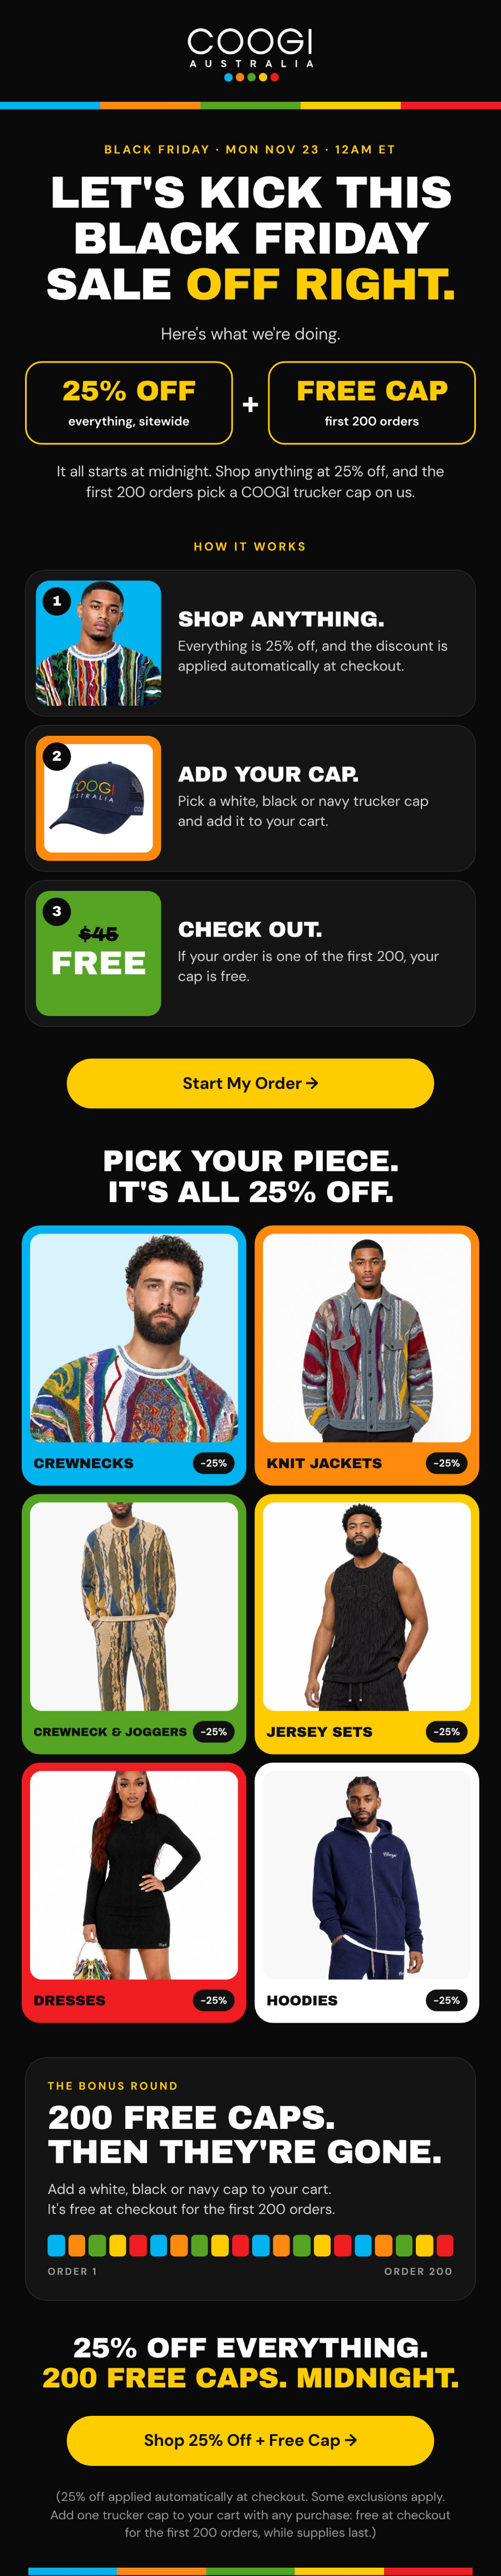 COOGI
AUSTRALIA
BLACK FRIDAY · MON NOV 23 · 12AM ET
LET'S KICK THIS
BLACK FRIDAY
SALE OFF RIGHT.
Here's what we're doing.
25% OFF
everything, sitewide
+
FREE CAP
first 200 orders
It all starts at midnight. Shop anything at 25% off, and the
first 200 orders pick a COOGI trucker cap on us.
HOW IT WORKS
1
SHOP ANYTHING.
Everything is 25% off, and the discount is
applied automatically at checkout.
2
COOGI
AUSTRALIA
ADD YOUR CAP.
Pick a white, black or navy trucker cap
and add it to your cart.
3
$45
FREE
CHECK OUT.
If your order is one of the first 200, your
cap is free.
Start My Order →
PICK YOUR PIECE.
IT'S ALL 25% OFF.
CREWNECKS
-25%
KNIT JACKETS
-25%
CREWNECK & JOGGERS
-25%
JERSEY SETS
-25%
DRESSES
-25%
HOODIES
-25%
THE BONUS ROUND
200 FREE CAPS.
THEN THEY'RE GONE.
Add a white, black or navy cap to your cart.
It's free at checkout for the first 200 orders.
ORDER 1
ORDER 200
25% OFF EVERYTHING.
200 FREE CAPS. MIDNIGHT.
Shop 25% Off + Free Cap →
(25% off applied automatically at checkout. Some exclusions apply.
Add one trucker cap to your cart with any purchase: free at checkout
for the first 200 orders, while supplies last.)